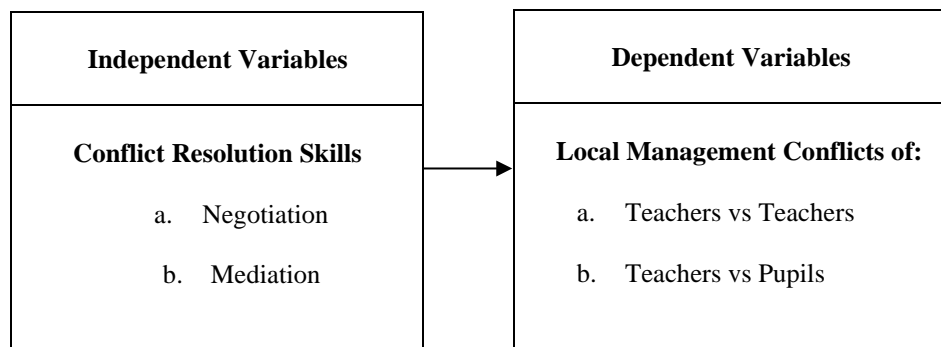 Independent Variables
Conflict Resolution Skills
a. Negotiation
b. Mediation
Dependent Variables
Local Management Conflicts of:
a. Teachers vs Teachers
b. Teachers vs Pupils